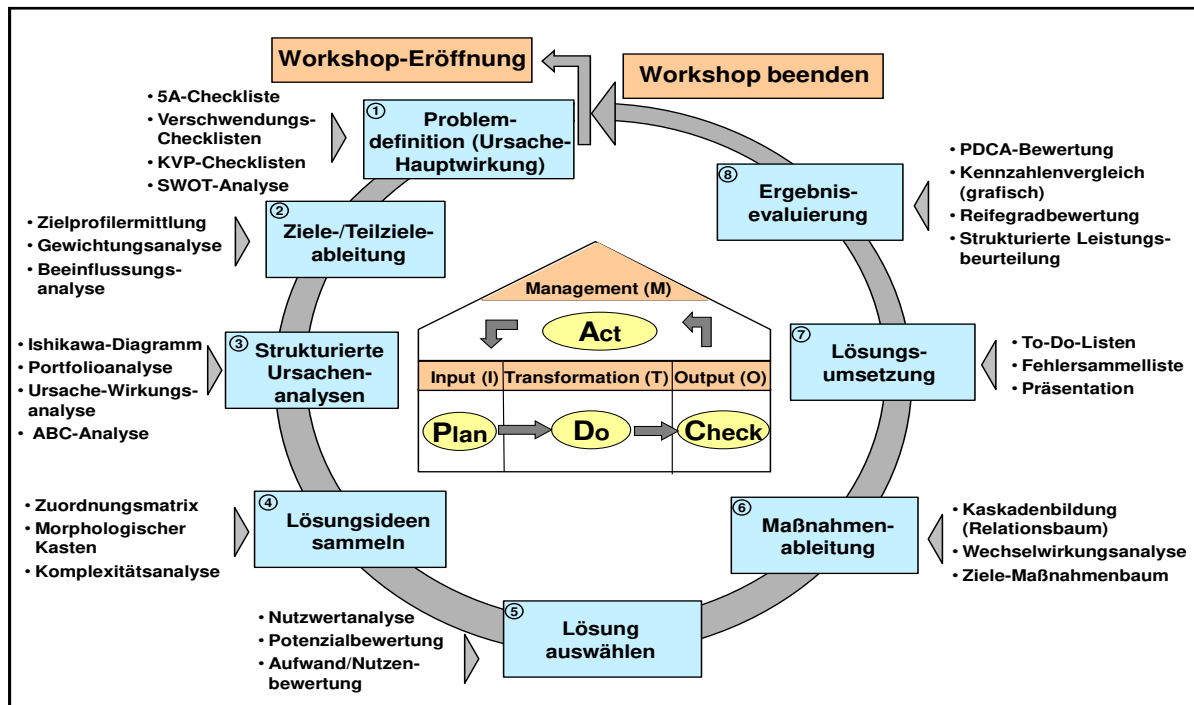 Workshop-Eröffnung
Workshop beenden
• 5A-Checkliste
• Verschwendungs-
Checklisten
• KVP-Checklisten
• SWOT-Analyse
1
Problem-
definition (Ursache-
Hauptwirkung)
• Zielprofilermittlung
• Gewichtungsanalyse
• Beeinflussungs-
analyse
2
Ziele-/Teilziele-
ableitung
• Ishikawa-Diagramm
• Portfolioanalyse
• Ursache-Wirkungs-
analyse
• ABC-Analyse
3
Strukturierte
Ursachen-
analysen
• Zuordnungsmatrix
• Morphologischer
Kasten
• Komplexitätsanalyse
4
Lösungsideen
sammeln
• Nutzwertanalyse
• Potenzialbewertung
• Aufwand/Nutzen-
bewertung
5
Lösung
auswählen
6
Maßnahmen-
ableitung
• Kaskadenbildung
(Relationsbaum)
• Wechselwirkungsanalyse
• Ziele-Maßnahmenbaum
7
Lösungs-
umsetzung
• To-Do-Listen
• Fehlersammelliste
• Präsentation
8
Ergebnis-
evaluierung
• PDCA-Bewertung
• Kennzahlenvergleich
(grafisch)
• Reifegradbewertung
• Strukturierte Leistungs-
beurteilung
Management (M)
Act
Input (I) Transformation (T) Output (O)
Plan Do Check